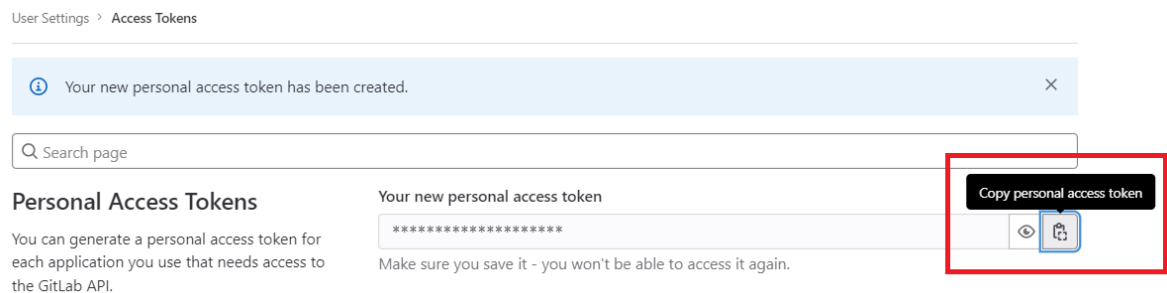 User Settings > Access Tokens
Your new personal access token has been created.
Search page
Personal Access Tokens
You can generate a personal access token for
each application you use that needs access to
the GitLab API.
Your new personal access token
Copy personal access token
********************
Make sure you save it - you won't be able to access it again.